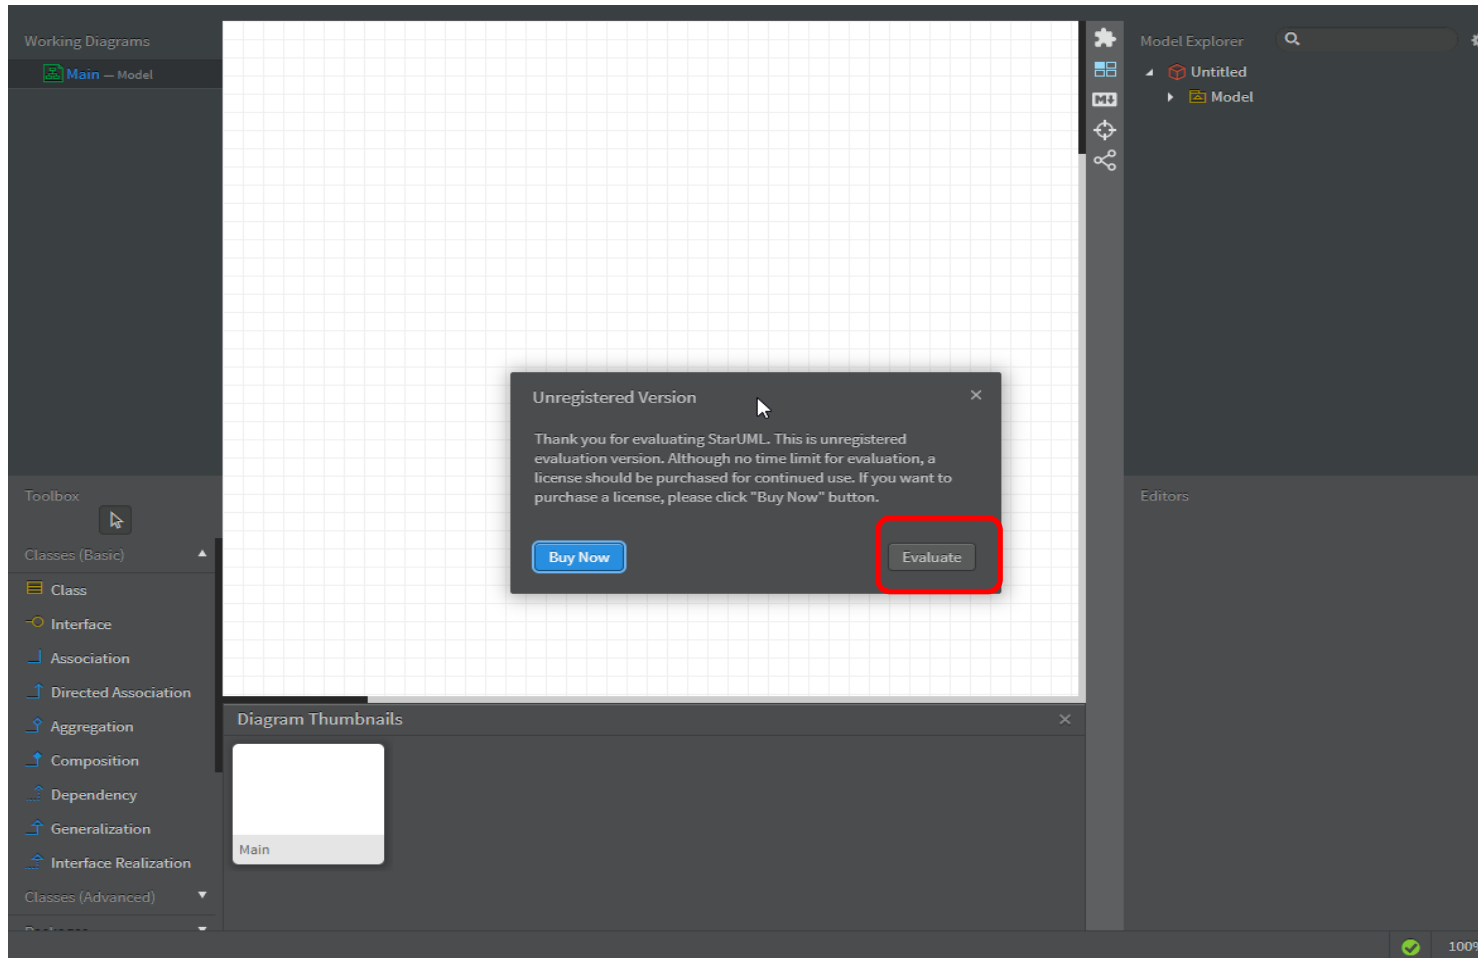 Working Diagrams
Main — Model
Model Explorer
Untitled
Model
Unregistered Version
Thank you for evaluating StarUML. This is unregistered
evaluation version. Although no time limit for evaluation, a
license should be purchased for continued use. If you want to
purchase a license, please click "Buy Now" button.
Buy Now
Evaluate
Toolbox
Classes (Basic)
Class
Interface
Association
Directed Association
Aggregation
Composition
Dependency
Generalization
Interface Realization
Classes (Advanced)
Editors
Diagram Thumbnails
Main
100%